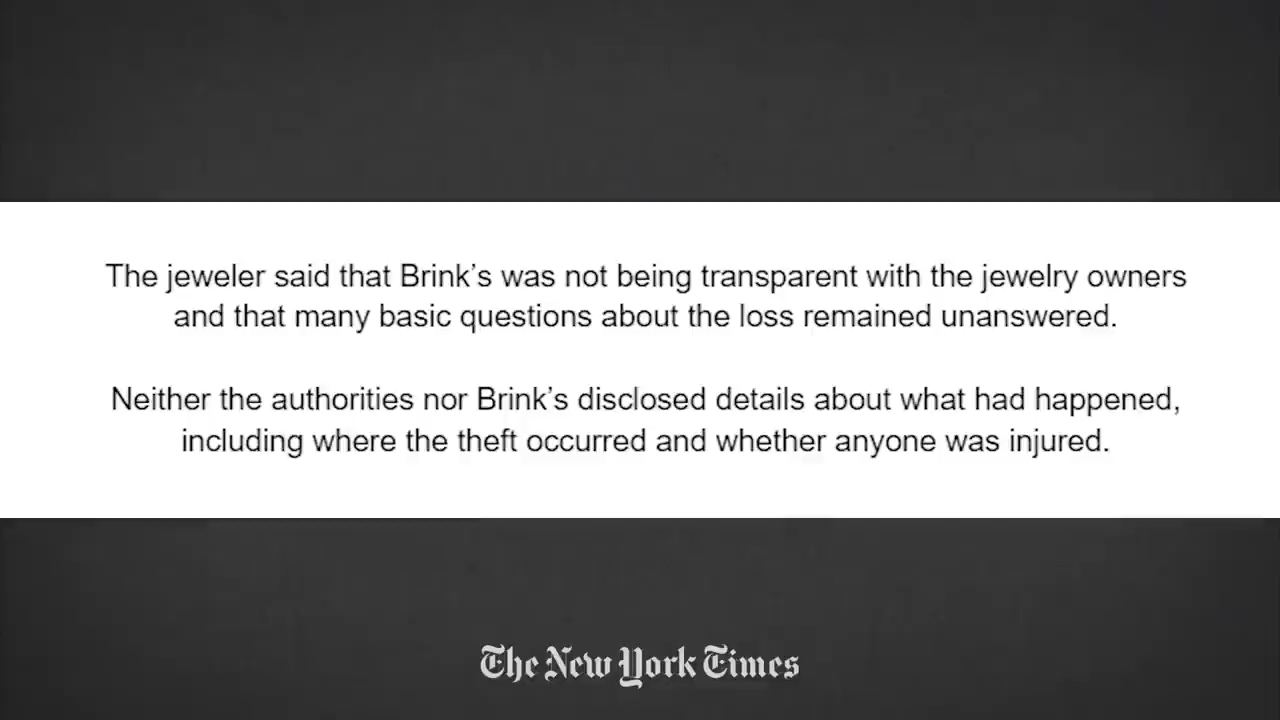 The jeweler said that Brink’s was not being transparent with the jewelry owners
and that many basic questions about the loss remained unanswered.
Neither the authorities nor Brink’s disclosed details about what had happened,
including where the theft occurred and whether anyone was injured.
The New York Times